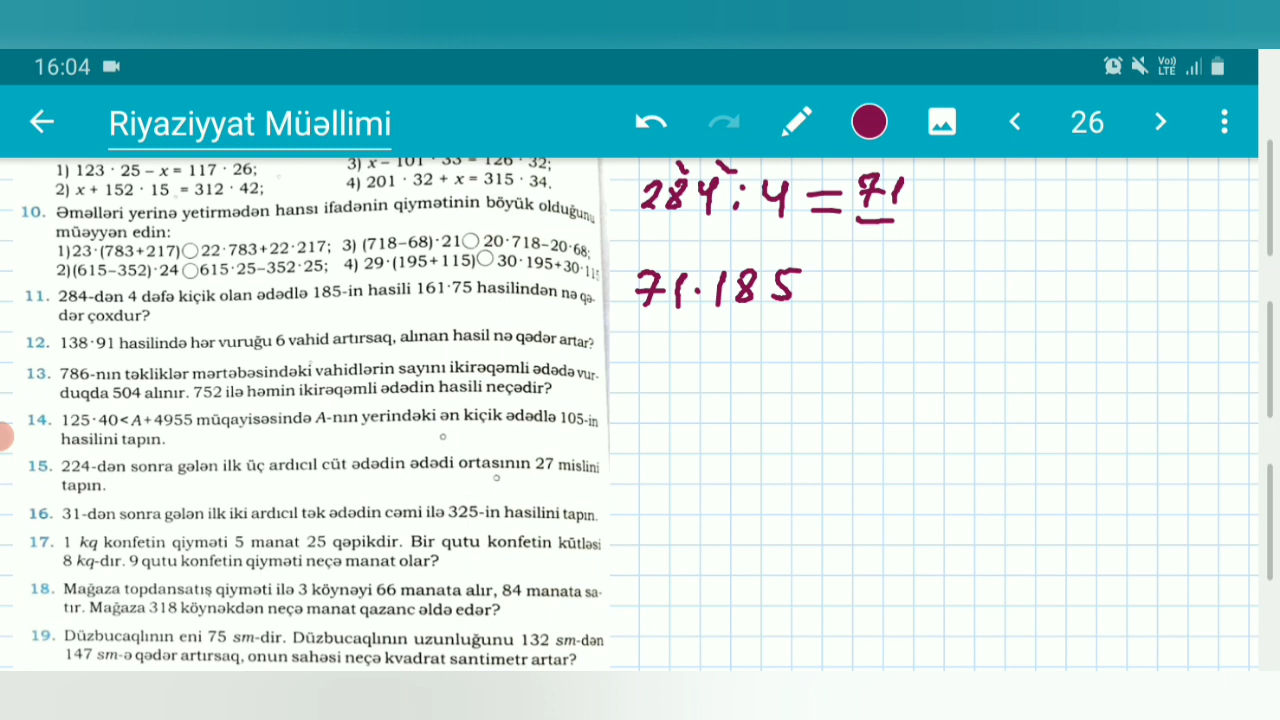 16:04
Vo))
LTE
Riyaziyyat Müəllimi
26
1) 123 · 25 – x = 117 · 26;
3) x – 101 · 33 = 126 · 32;
2) x + 152 · 15 = 312 · 42;
4) 201 · 32 + x = 315 · 34.
10. Əməlləri yerinə yetirmədən hansı ifadənin qiymətinin böyük olduğunu
müəyyən edin:
1)23·(783+217)○22·783+22·217; 3) (718–68)·21○20·718–20·68;
2)(615–352)·24○615·25–352·25; 4) 29·(195+115)○30·195+30·115
11. 284-dən 4 dəfə kiçik olan ədədlə 185-in hasili 161·75 hasilindən nə qə-
dər çoxdur?
12. 138·91 hasilində hər vuruğu 6 vahid artırsaq, alınan hasil nə qədər artar?
13. 786-nın təkliklər mərtəbəsindəki vahidlərin sayını ikirəqəmli ədədə vur-
duqda 504 alınır. 752 ilə həmin ikirəqəmli ədədin hasili neçədir?
14. 125·40<A+4955 müqayisəsində A-nın yerindəki ən kiçik ədədlə 105-in
hasilini tapın.
15. 224-dən sonra gələn ilk üç ardıcıl cüt ədədin ədədi ortasının 27 mislini
tapın.
16. 31-dən sonra gələn ilk iki ardıcıl tək ədədin cəmi ilə 325-in hasilini tapın.
17. 1 kq konfetin qiyməti 5 manat 25 qəpikdir. Bir qutu konfetin kütləsi
8 kq-dır. 9 qutu konfetin qiyməti neçə manat olar?
18. Mağaza topdansatış qiyməti ilə 3 köynəyi 66 manata alır, 84 manata sa-
tır. Mağaza 318 köynəkdən neçə manat qazanc əldə edər?
19. Düzbucaqlının eni 75 sm-dir. Düzbucaqlının uzunluğunu 132 sm-dən
147 sm-ə qədər artırsaq, onun sahəsi neçə kvadrat santimetr artar?
284 : 4 = 71
71·185